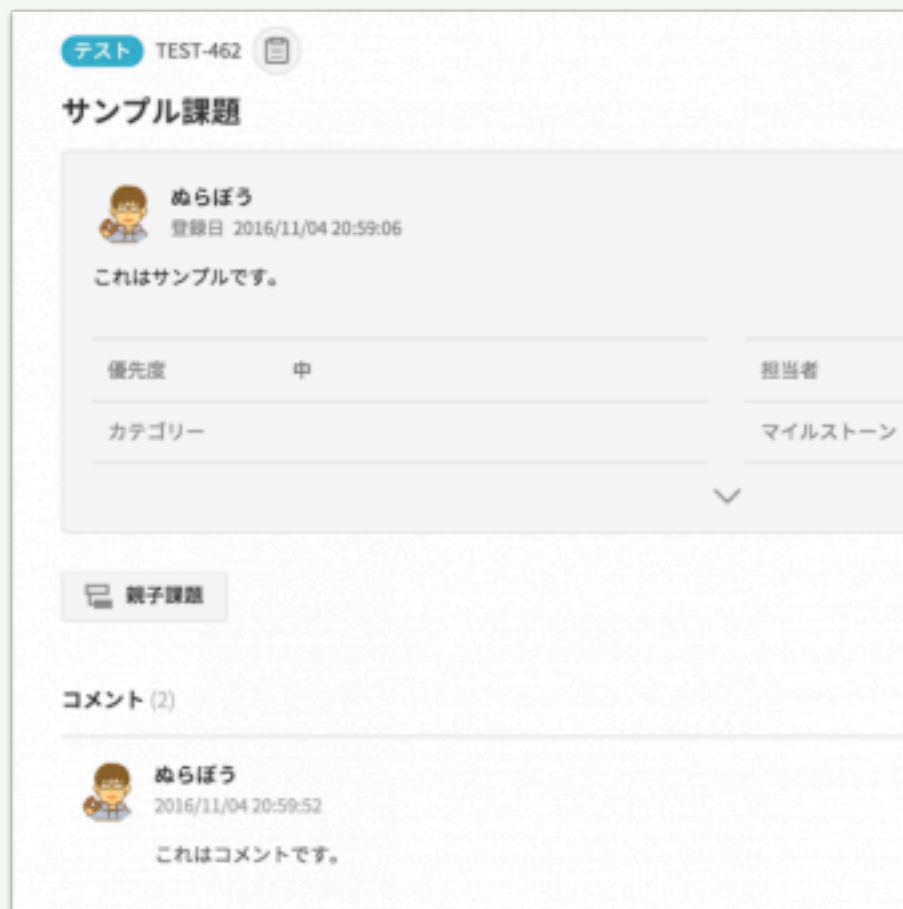 テスト TEST-462
サンプル課題
ぬらぼう
登録日 2016/11/04 20:59:06
これはサンプルです。
優先度 中 担当者
カテゴリー マイルストーン
親子課題
コメント (2)
ぬらぼう
2016/11/04 20:59:52
これはコメントです。